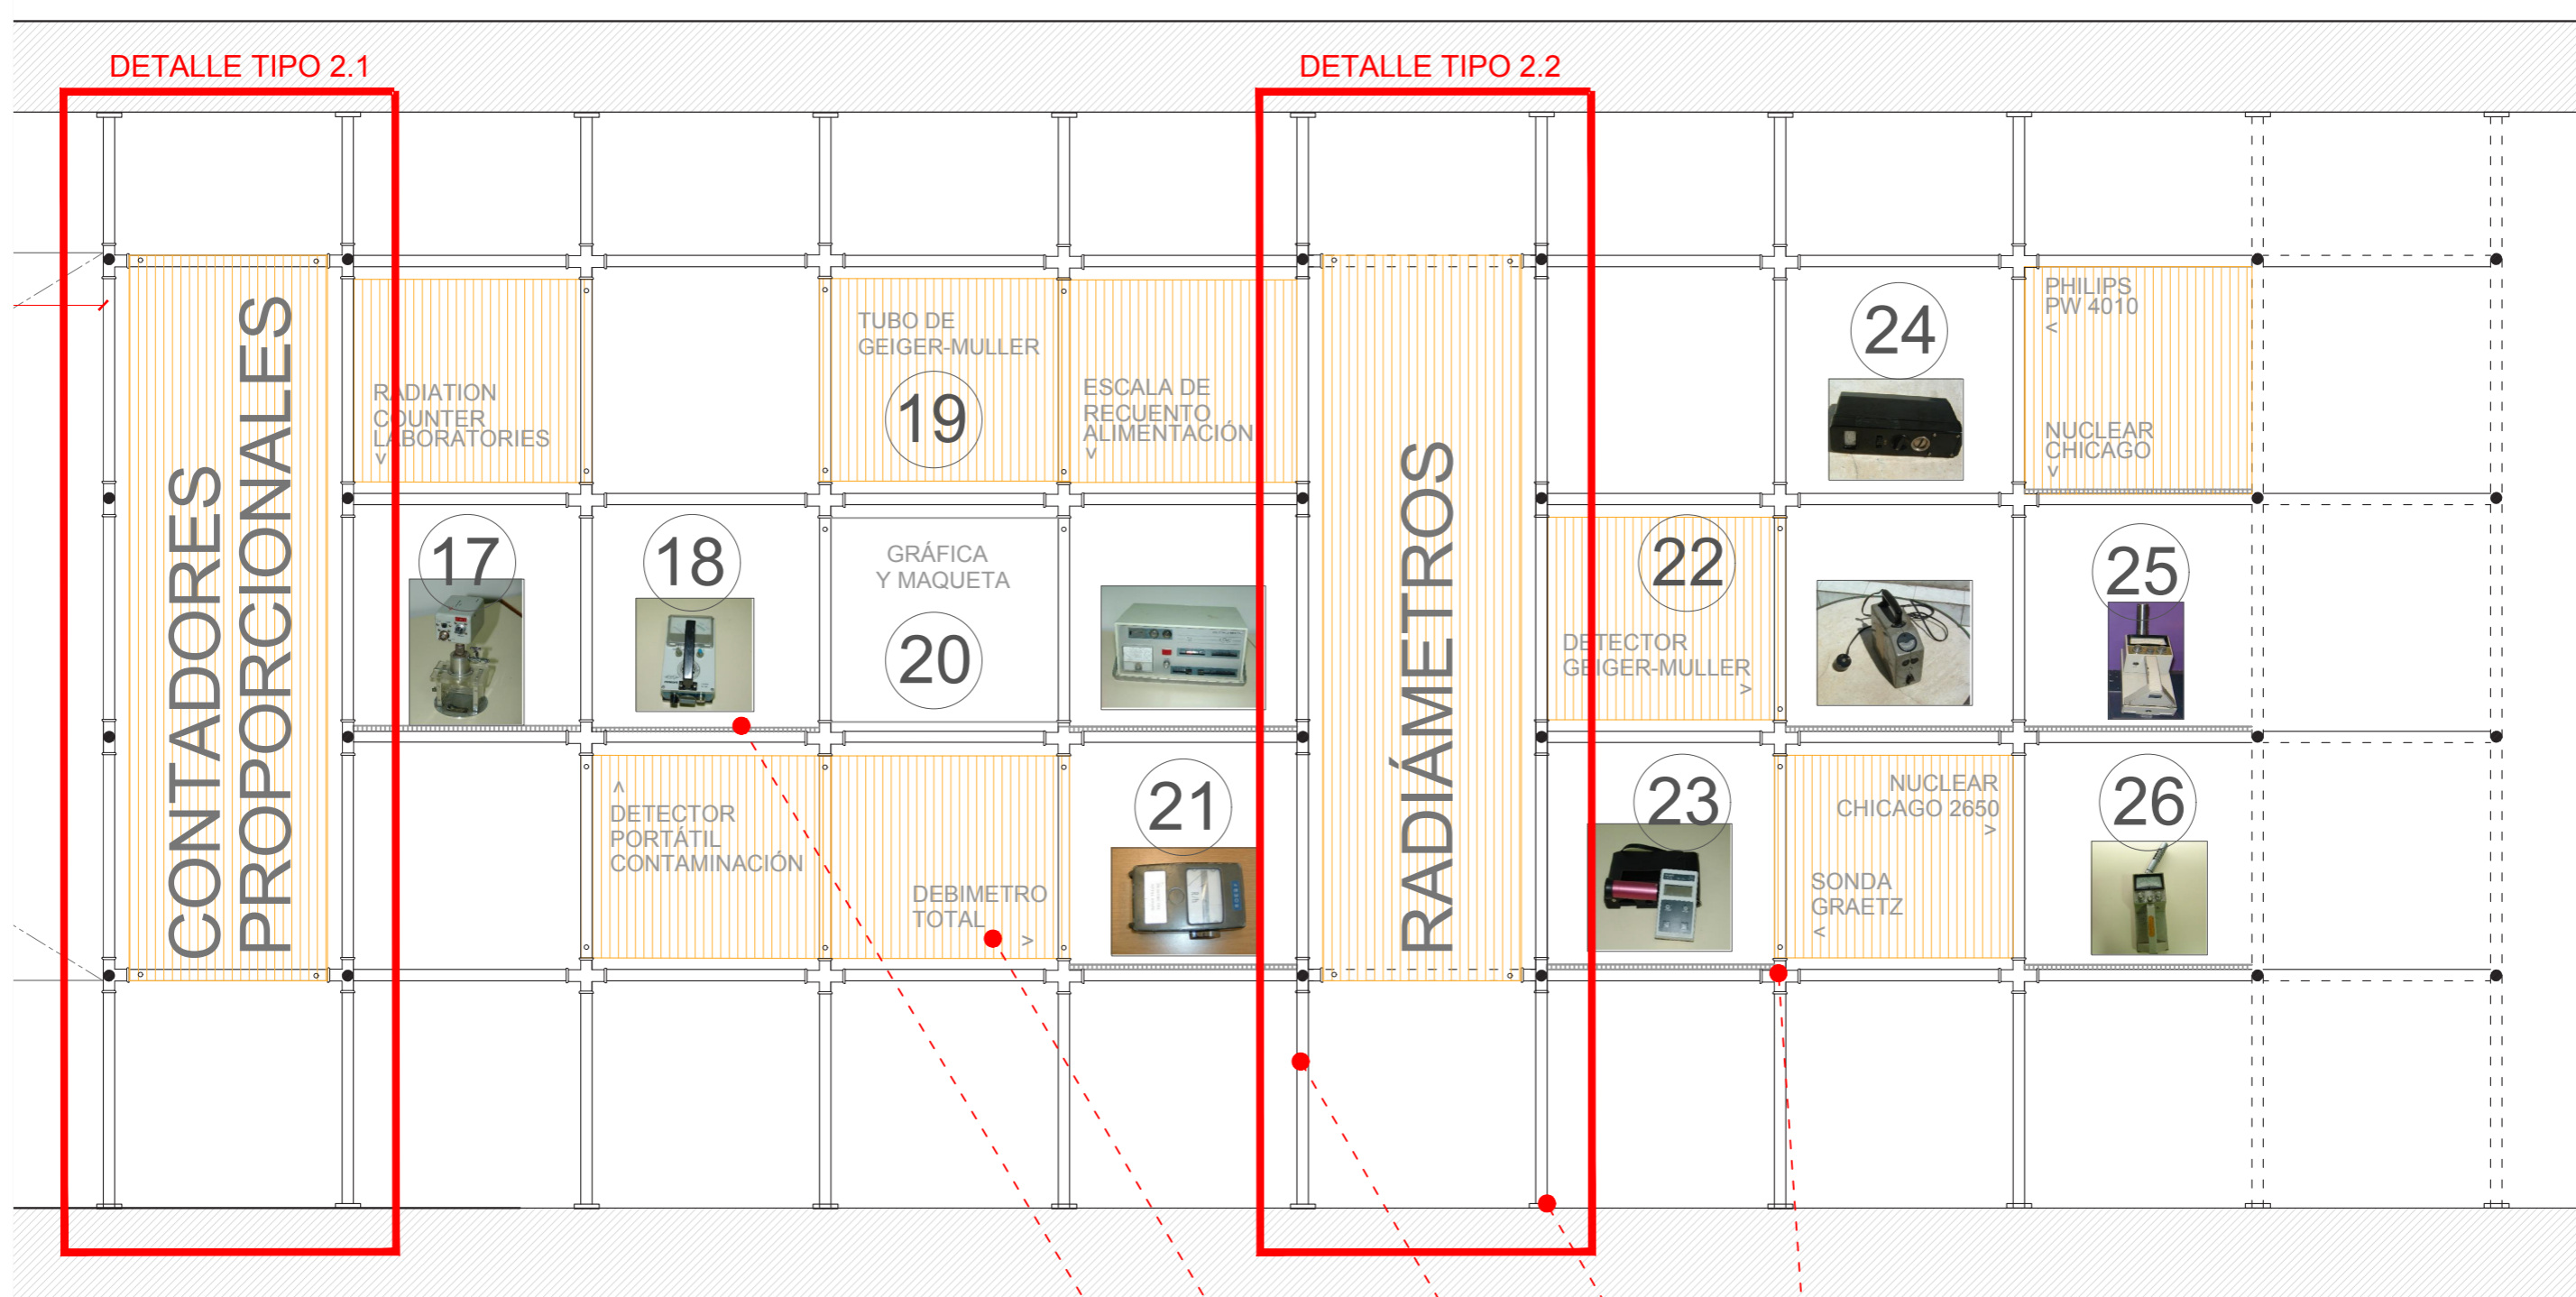 DETALLE TIPO 2.1
DETALLE TIPO 2.2
CONTADORES
PROPORCIONALES
RADIATION
COUNTER
LABORATORIES
v
17
18
TUBO DE
GEIGER-MULLER
19
ESCALA DE
RECUENTO
ALIMENTACIÓN
v
GRÁFICA
Y MAQUETA
20
^
DETECTOR
PORTÁTIL
CONTAMINACIÓN
DEBIMETRO
TOTAL
>
21
RADIÁMETROS
24
PHILIPS
PW 4010
<
NUCLEAR
CHICAGO
v
22
DETECTOR
GEIGER-MULLER
>
25
23
NUCLEAR
CHICAGO 2650
>
SONDA
GRAETZ
<
26